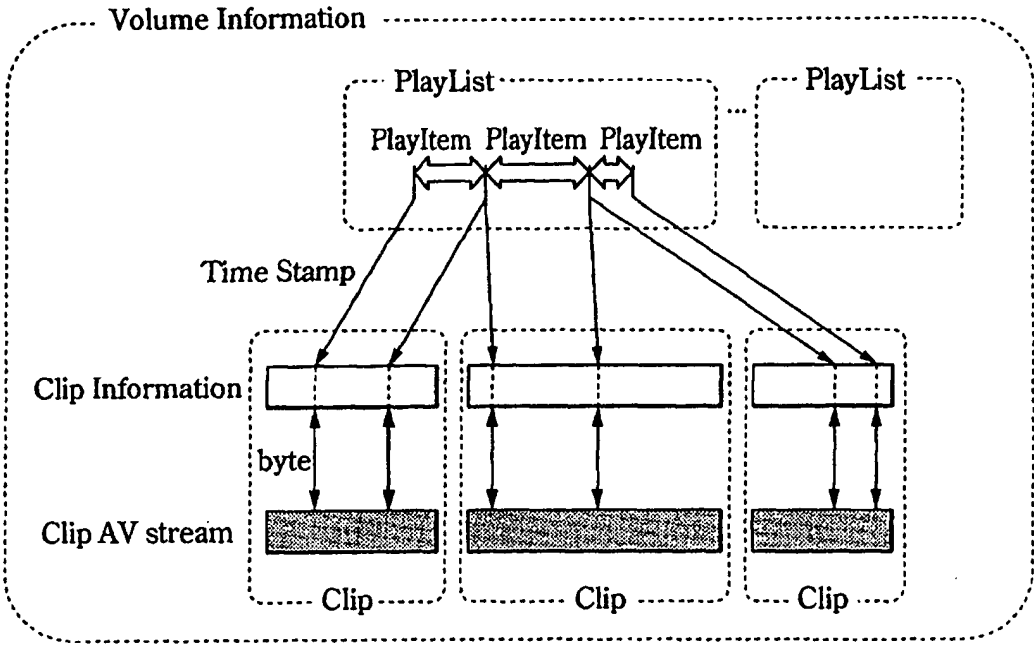 Volume Information
PlayList
PlayList
...
PlayItem PlayItem PlayItem
Time Stamp
Clip Information
byte
Clip AV stream
Clip
Clip
Clip